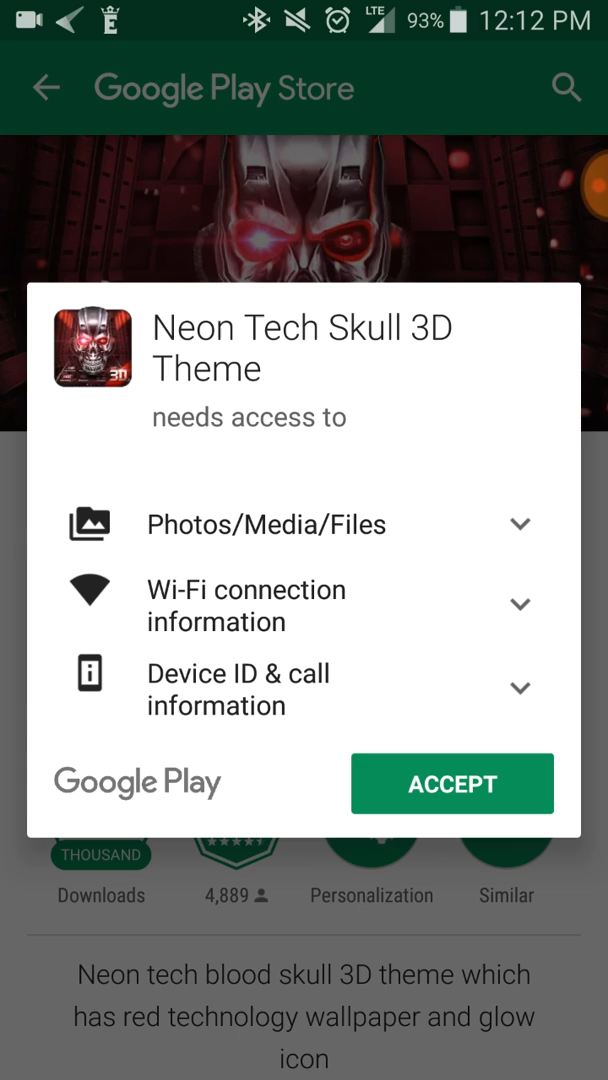 LTE 93% 12:12 PM
Google Play Store
3D
Neon Tech Skull 3D
Theme
needs access to
Photos/Media/Files
Wi-Fi connection
information
Device ID & call
information
Google Play
ACCEPT
THOUSAND
Downloads
4,889
Personalization
Similar
Neon tech blood skull 3D theme which
has red technology wallpaper and glow
icon